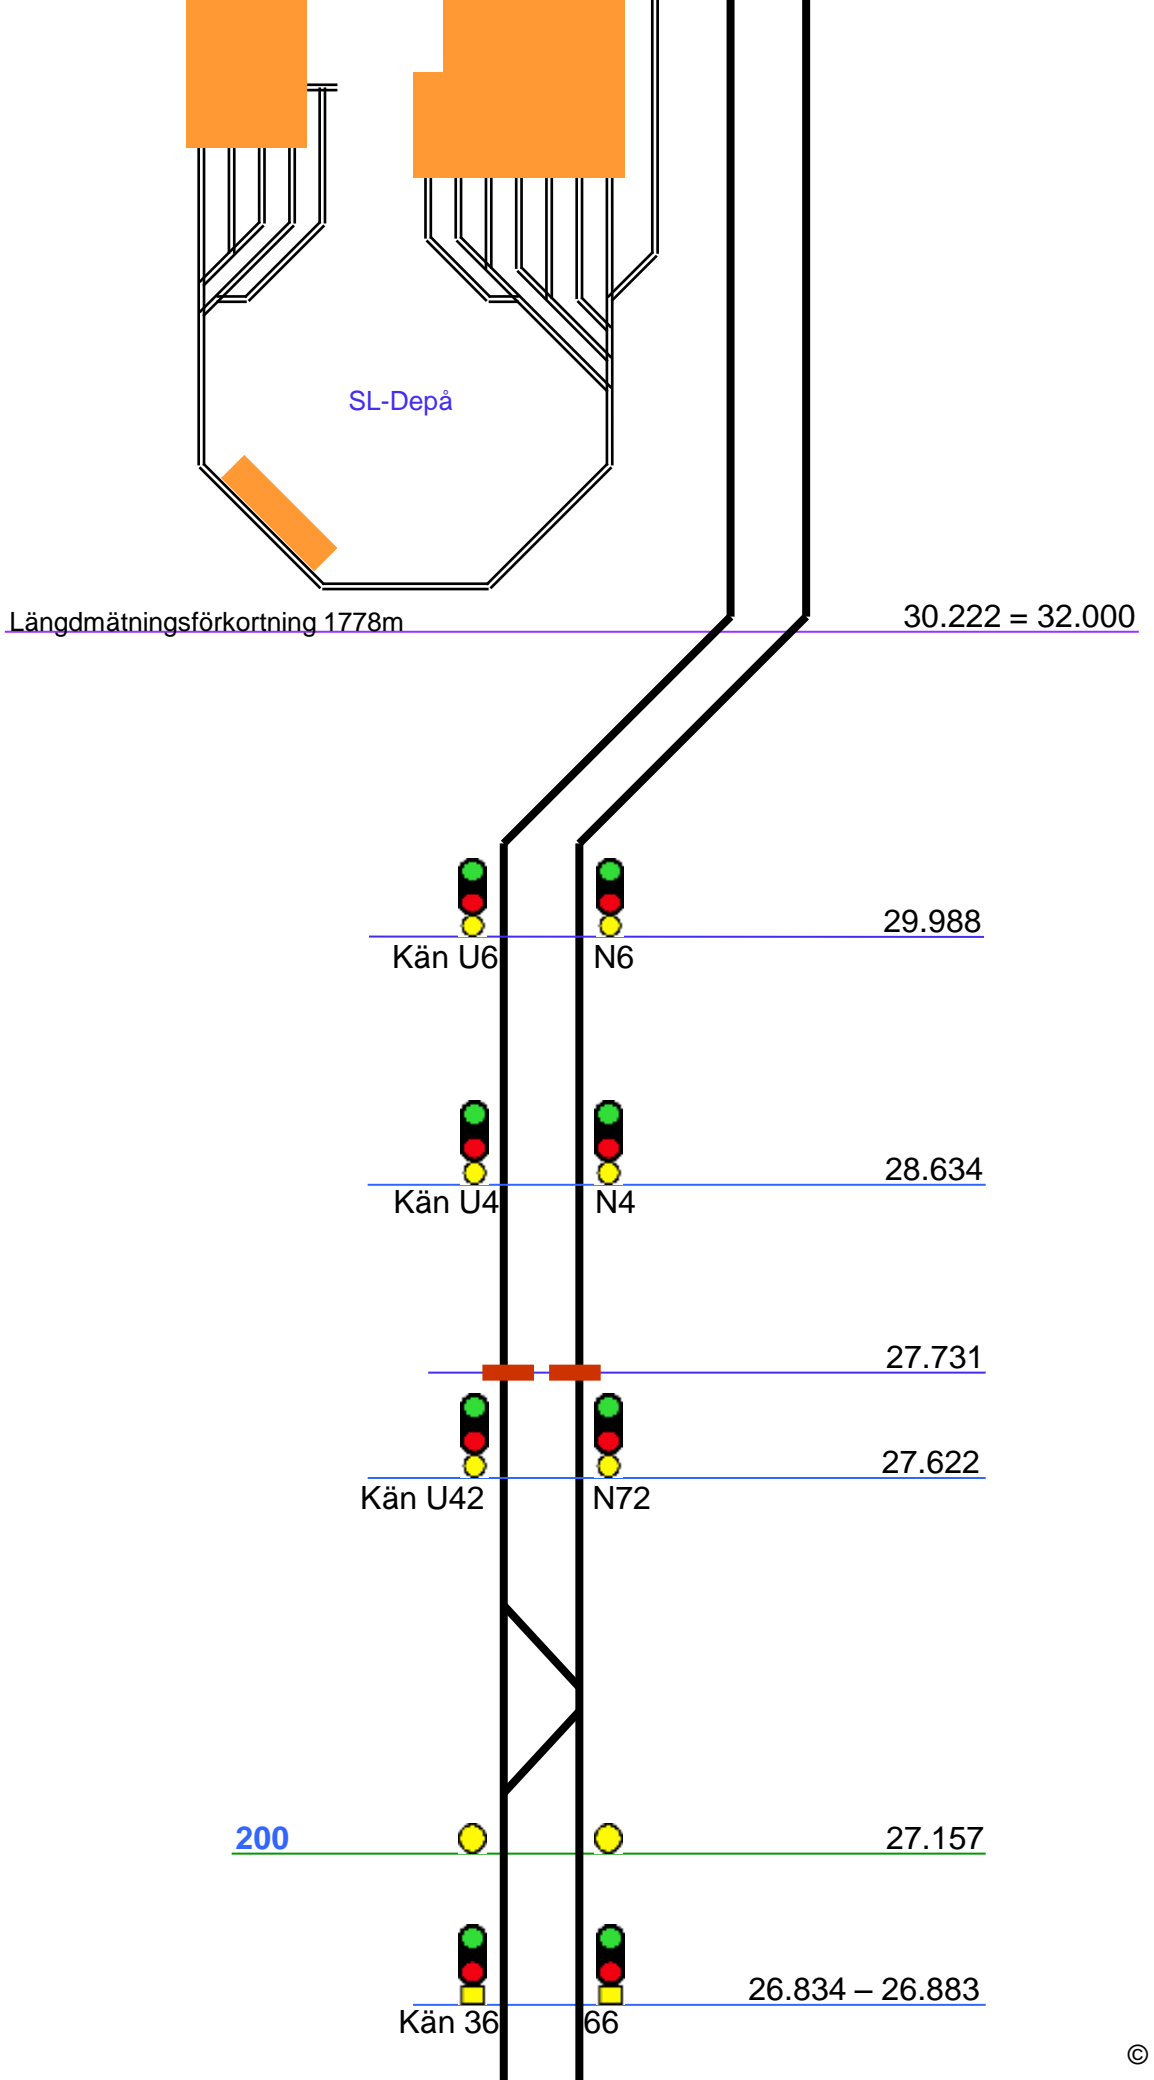 SL-Depå
Längdmätningsförkortning 1778m
30.222 = 32.000
29.988
Kän U6
N6
28.634
Kän U4
N4
27.731
27.622
Kän U42
N72
200
27.157
26.834 – 26.883
Kän 36
66
©